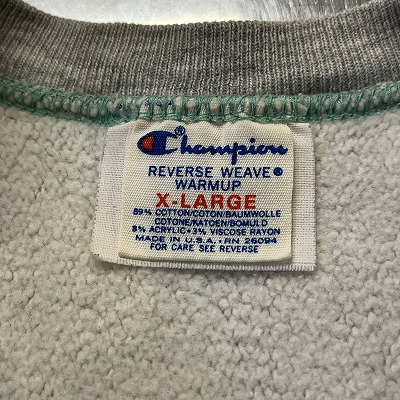 Champion®
REVERSE WEAVE®
WARMUP
X-LARGE
89% COTTON/COTON/BAUMWOLLE
COTONE/KATOEN/BOMULD
8% ACRYLIC•3% VISCOSE RAYON
MADE IN U.S.A.•RN 26094
FOR CARE SEE REVERSE